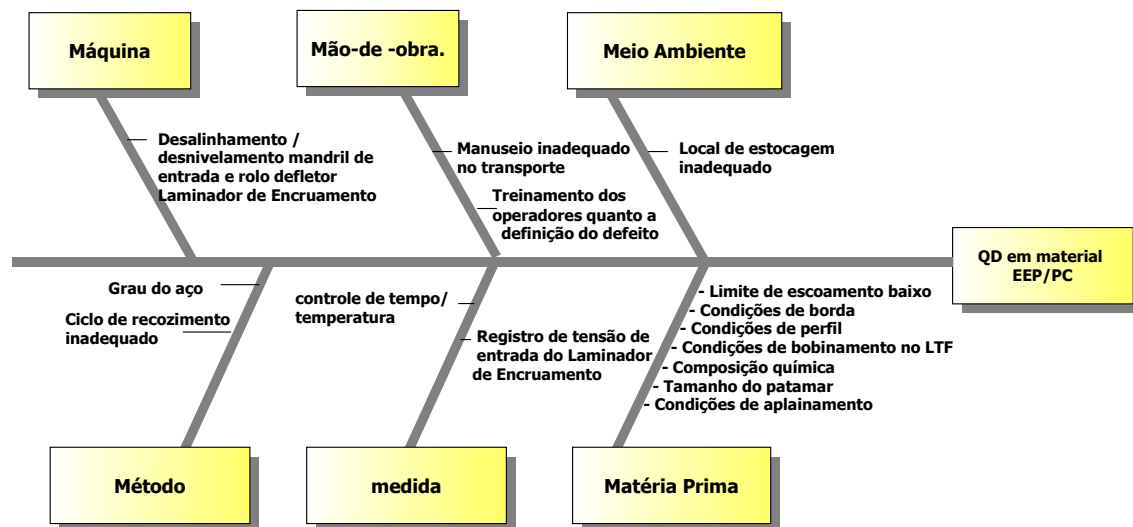 Máquina
Mão-de -obra.
Meio Ambiente
Desalinhamento /
desnivelamento mandril de
entrada e rolo defletor
Laminador de Encruamento
Manuseio inadequado
no transporte
Treinamento dos
operadores quanto a
definição do defeito
Local de estocagem
inadequado
QD em material
EEP/PC
Grau do aço
Ciclo de recozimento
inadequado
controle de tempo/
temperatura
Registro de tensão de
entrada do Laminador
de Encruamento
- Limite de escoamento baixo
- Condições de borda
- Condições de perfil
- Condições de bobinamento no LTF
- Composição química
- Tamanho do patamar
- Condições de aplainamento
Método
medida
Matéria Prima